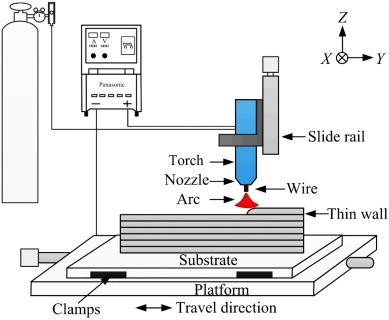 Z
X
Y
A V
Panasonic
− +
Slide rail
Torch
Nozzle
Wire
Arc
Thin wall
Substrate
Platform
Clamps
Travel direction